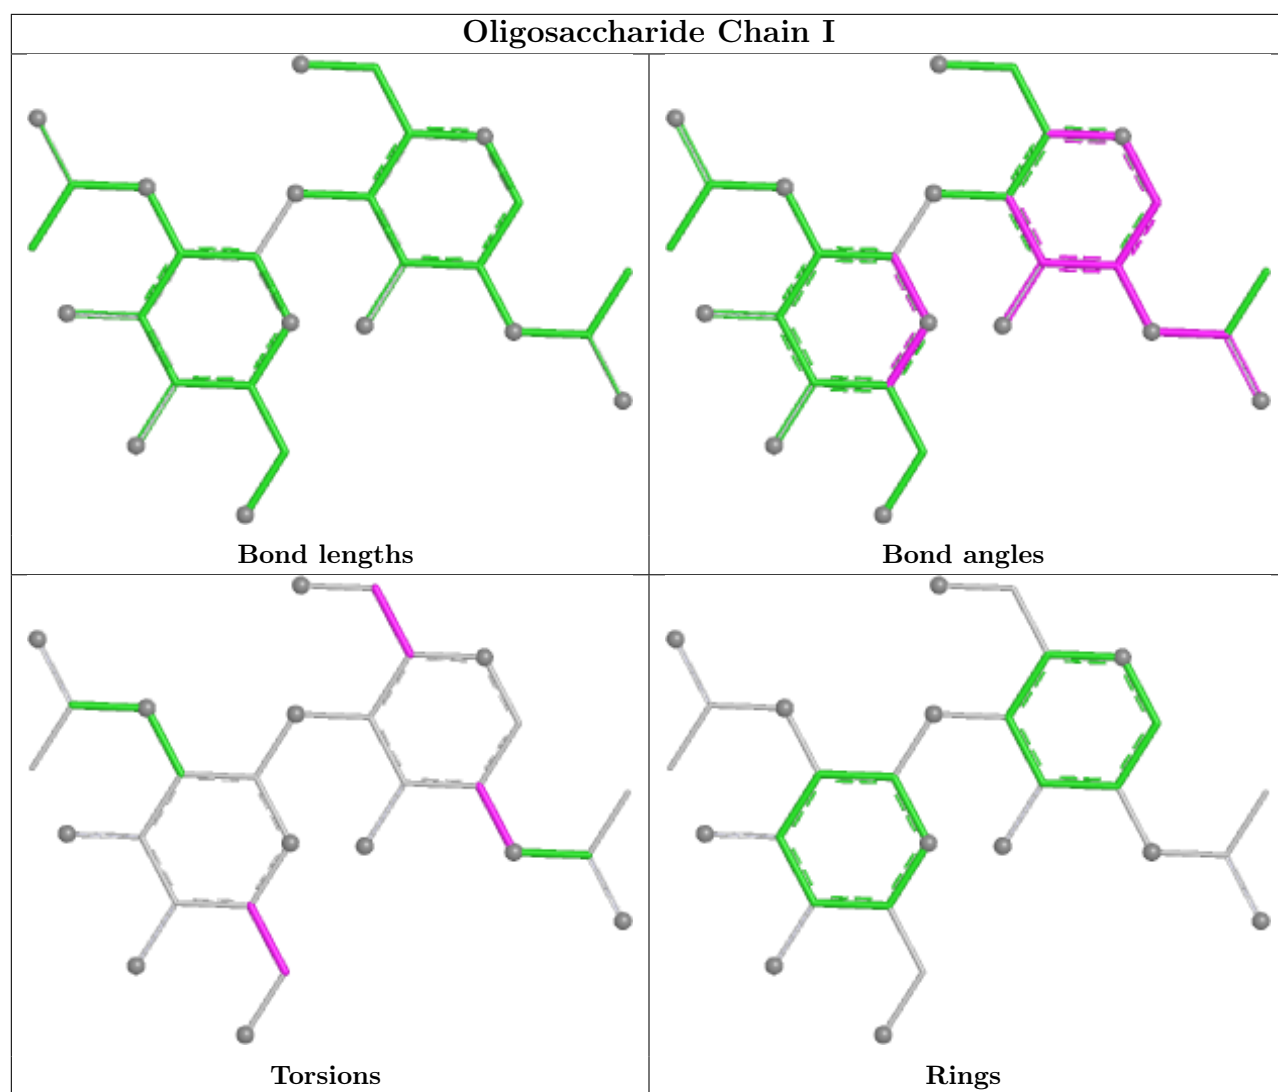 Oligosaccharide Chain I
Bond lengths
Bond angles
Torsions
Rings